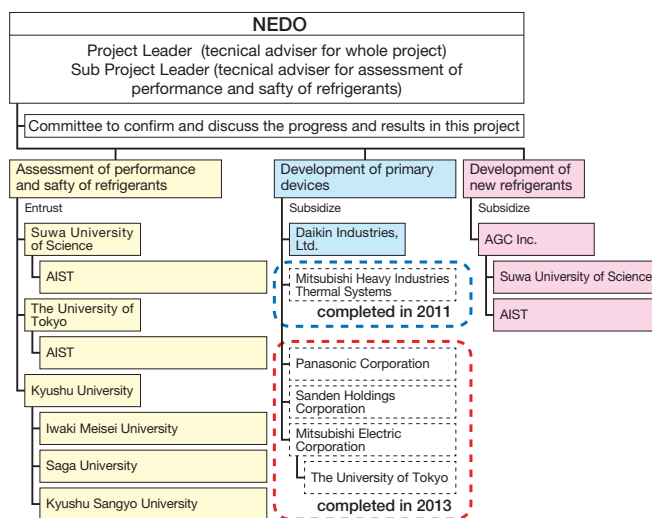 NEDO
Project Leader (tecnical adviser for whole project)
Sub Project Leader (tecnical adviser for assessment of
performance and safty of refrigerants)
Committee to confirm and discuss the progress and results in this project
Assessment of performance
and safty of refrigerants
Entrust
Suwa University
of Science
AIST
The University of
Tokyo
AIST
Kyushu University
Iwaki Meisei University
Saga University
Kyushu Sangyo University
Development of primary
devices
Subsidize
Daikin Industries,
Ltd.
Mitsubishi Heavy Industries
Thermal Systems
completed in 2011
Panasonic Corporation
Sanden Holdings
Corporation
Mitsubishi Electric
Corporation
The University of Tokyo
completed in 2013
Development of
new refrigerants
Subsidize
AGC Inc.
Suwa University of Science
AIST